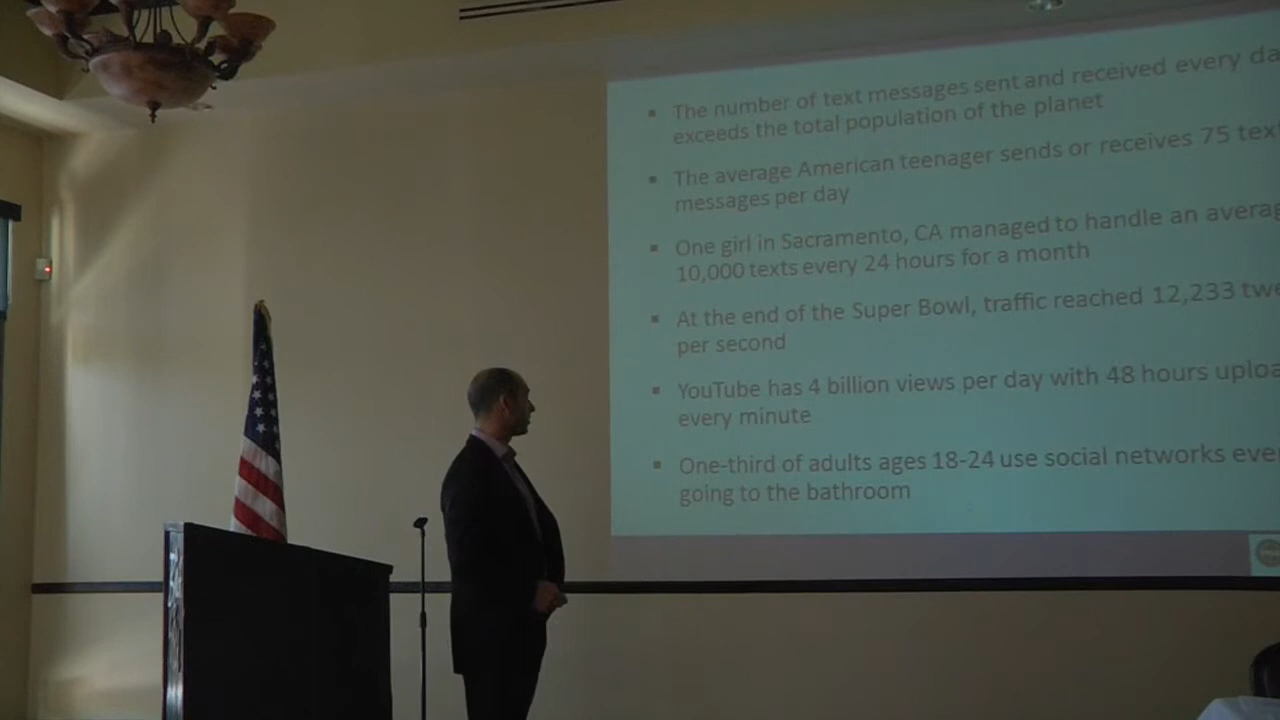 The number of text messages sent and received every da
exceeds the total population of the planet
The average American teenager sends or receives 75 tex
messages per day
One girl in Sacramento, CA managed to handle an averag
10,000 texts every 24 hours for a month
At the end of the Super Bowl, traffic reached 12,233 twe
per second
YouTube has 4 billion views per day with 48 hours uploa
every minute
One-third of adults ages 18-24 use social networks eve
going to the bathroom